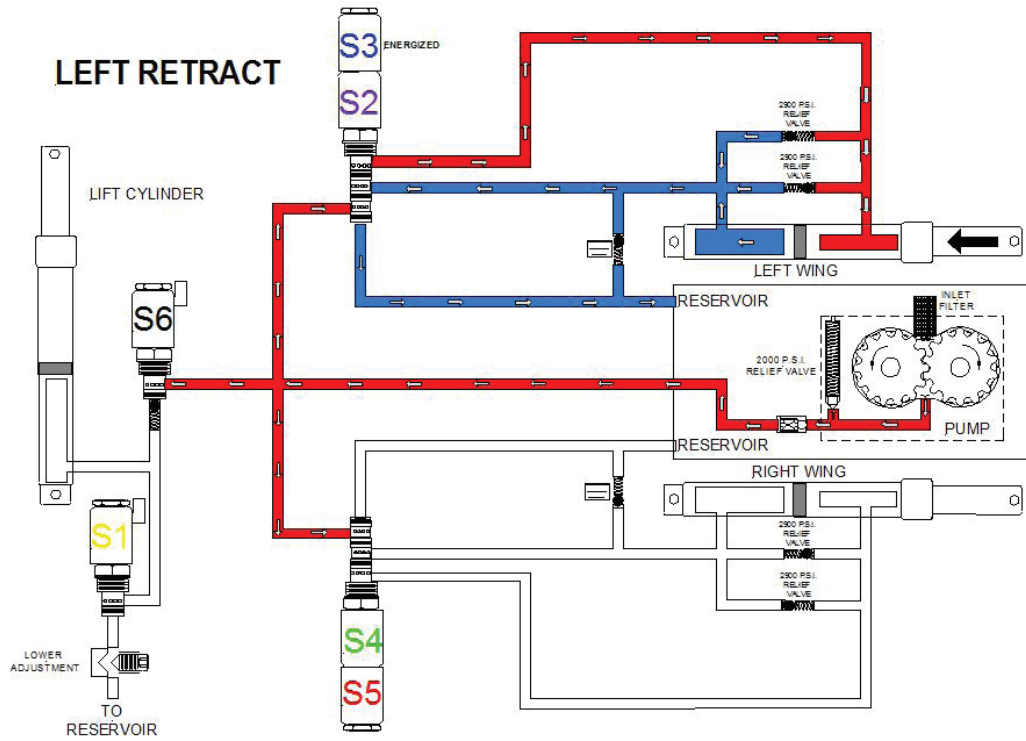 LEFT RETRACT
S3
ENERGIZED
S2
2900 P.S.I.
RELIEF
VALVE
2900 P.S.I.
RELIEF
VALVE
LIFT CYLINDER
LEFT WING
S6
RESERVOIR
INLET
FILTER
2000 P.S.I.
RELIEF VALVE
PUMP
RESERVOIR
RIGHT WING
S1
2900 P.S.I.
RELIEF
VALVE
2900 P.S.I.
RELIEF
VALVE
S4
S5
LOWER
ADJUSTMENT
TO
RESERVOIR